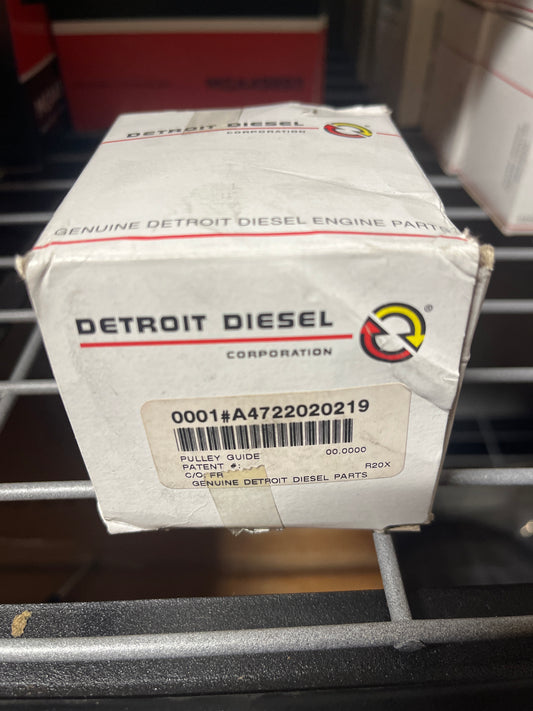 DETROIT DIESEL
CORPORATION
GENUINE DETROIT DIESEL ENGINE PARTS
DETROIT DIESEL ®
CORPORATION
0001#A4722020219
PULLEY GUIDE 00.0000
PATENT #: R20X
C/O FR
GENUINE DETROIT DIESEL PARTS